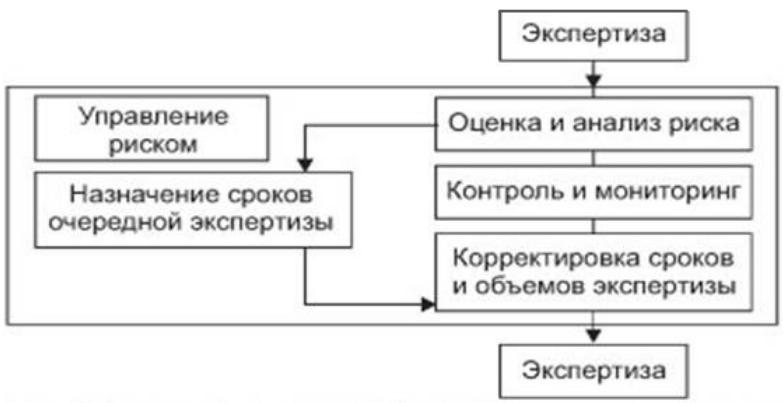 Экспертиза
Управление
риском
Оценка и анализ риска
Назначение сроков
очередной экспертизы
Контроль и мониторинг
Корректировка сроков
и объемов экспертизы
Экспертиза